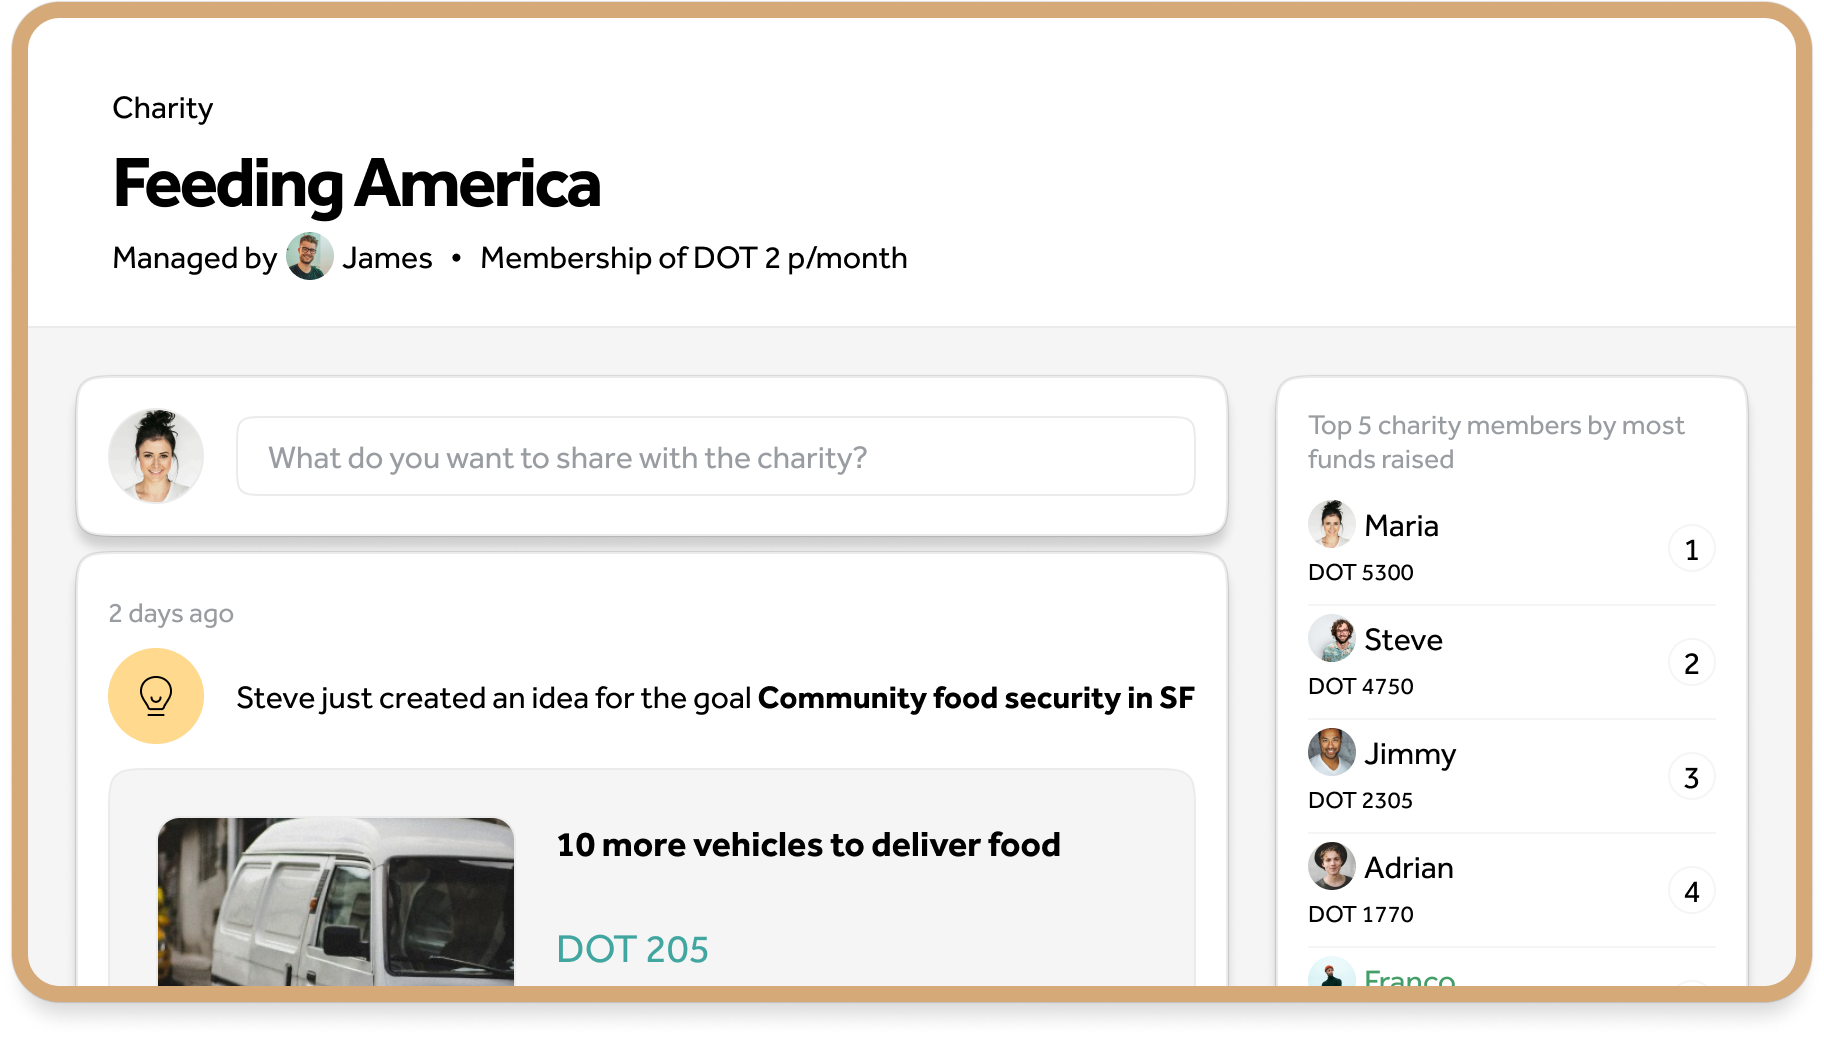 Charity
Feeding America
Managed by James • Membership of DOT 2 p/month
What do you want to share with the charity?
2 days ago
Steve just created an idea for the goal Community food security in SF
10 more vehicles to deliver food
DOT 205
Top 5 charity members by most
funds raised
Maria
DOT 5300
1
Steve
DOT 4750
2
Jimmy
DOT 2305
3
Adrian
DOT 1770
4
Franco